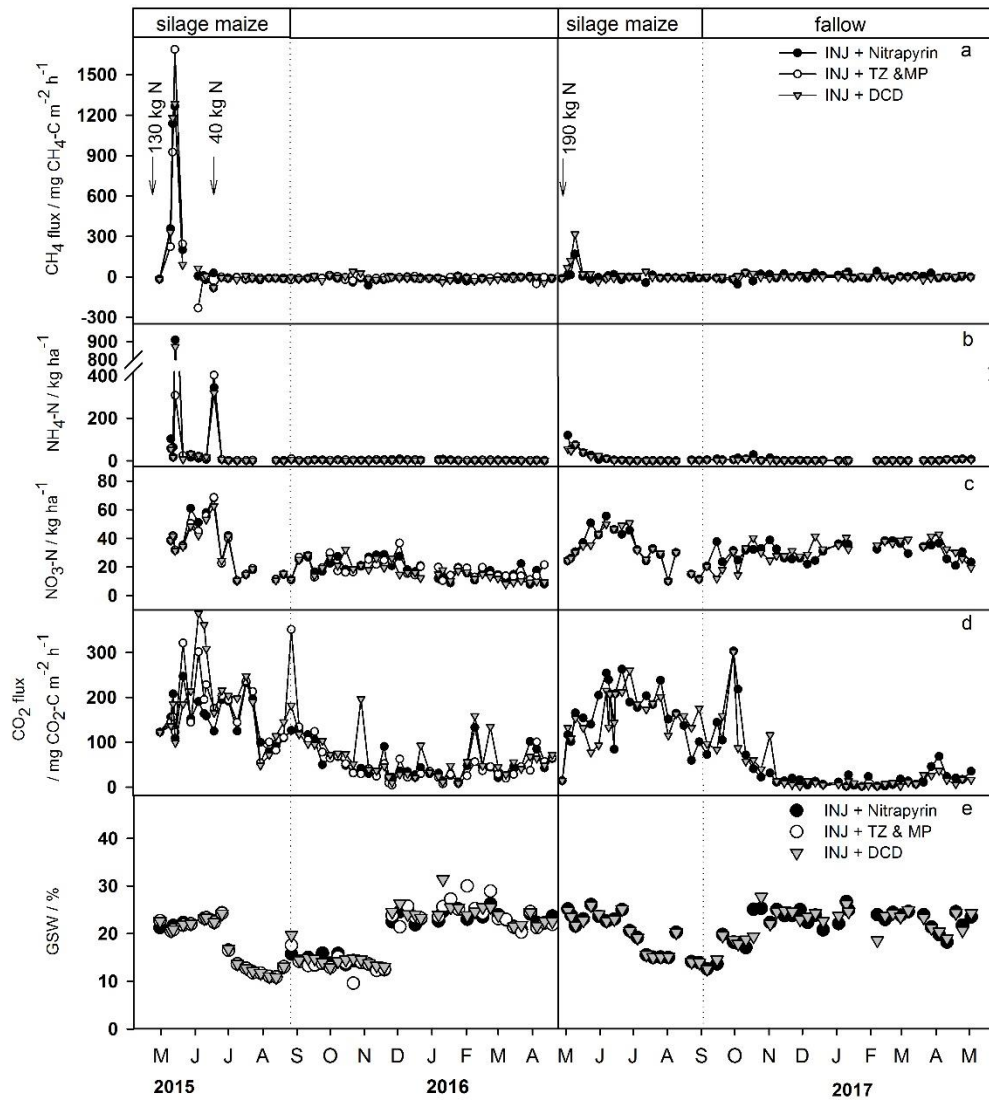 silage maize
silage maize
fallow
a
INJ + Nitrapyrin
INJ + TZ &MP
INJ + DCD
130 kg N
40 kg N
190 kg N
CH4 flux / mg CH4-C m-2 h-1
1500
1200
900
600
300
0
-300
b
NH4-N / kg ha-1
900
800
400
200
0
c
NO3-N / kg ha-1
80
60
40
20
0
d
CO2 flux
/ mg CO2-C m-2 h-1
300
200
100
0
e
INJ + Nitrapyrin
INJ + TZ & MP
INJ + DCD
GSW / %
40
30
20
10
0
M J J A S O N D J F M A M J J A S O N D J F M A M
2015 2016 2017